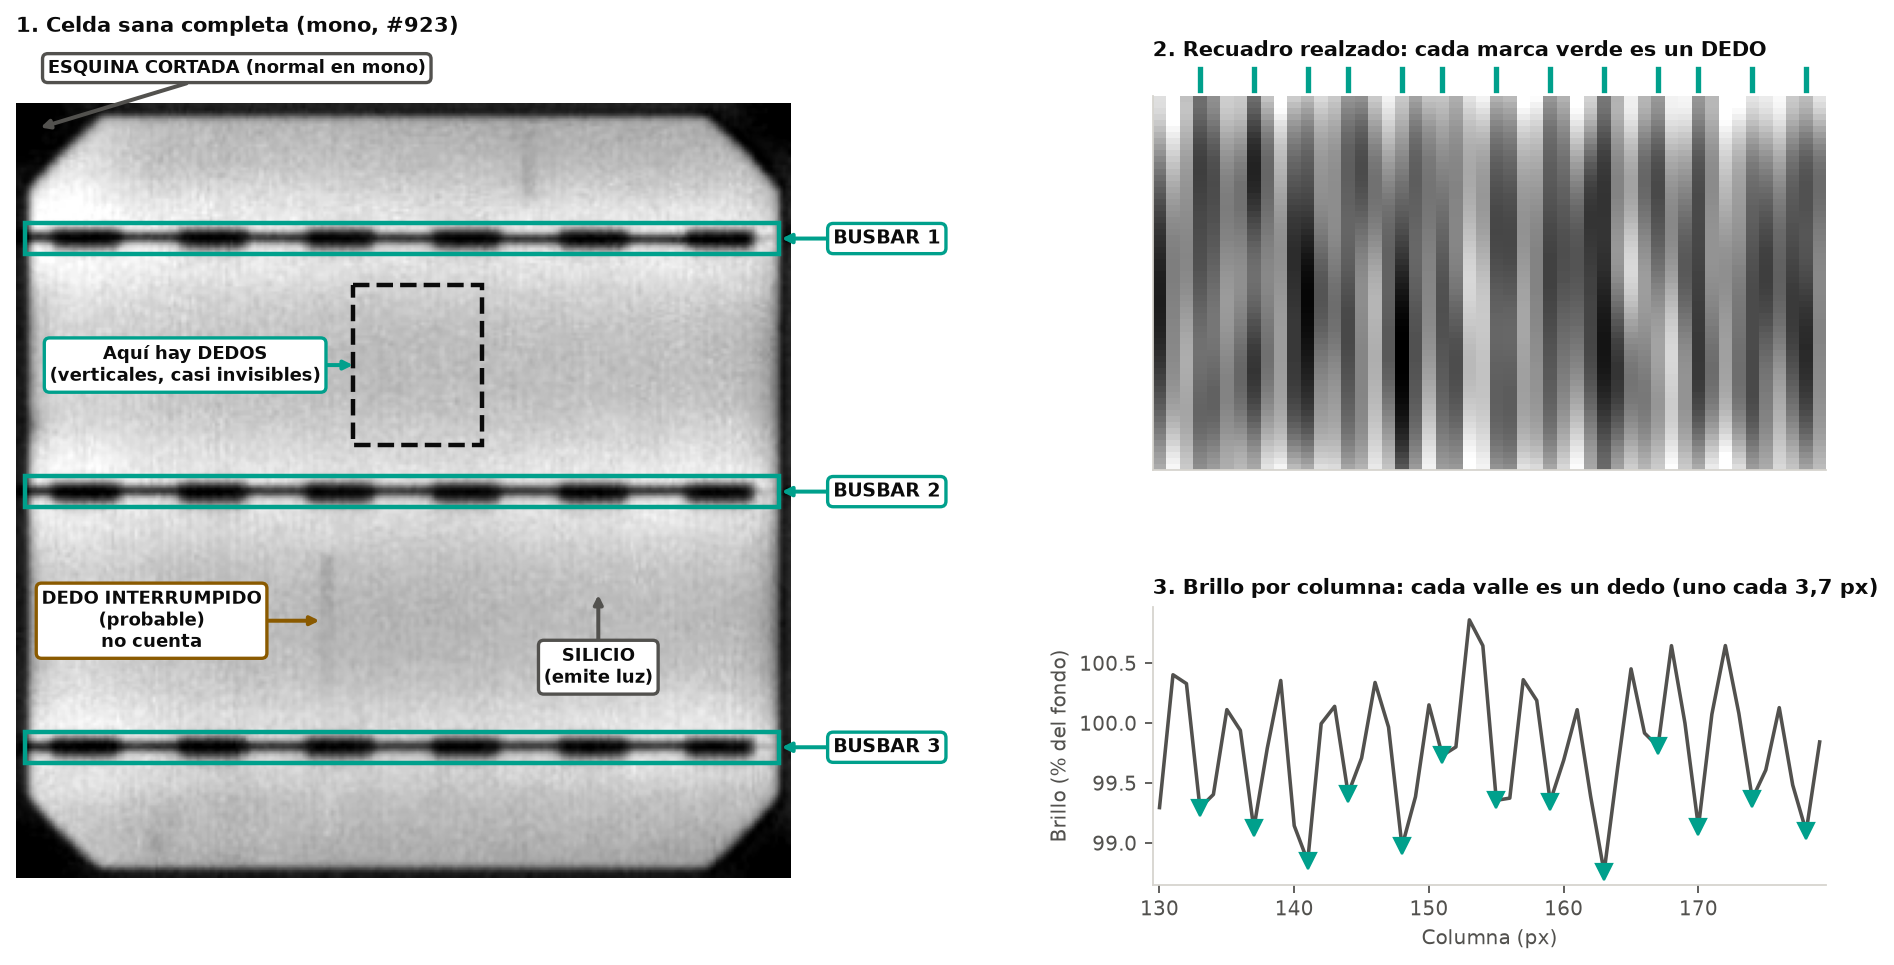 1. Celda sana completa (mono, #923)
ESQUINA CORTADA (normal en mono)
BUSBAR 1
Aquí hay DEDOS
(verticales, casi invisibles)
BUSBAR 2
DEDO INTERRUMPIDO
(probable)
no cuenta
SILICIO
(emite luz)
BUSBAR 3
2. Recuadro realzado: cada marca verde es un DEDO
3. Brillo por columna: cada valle es un dedo (uno cada 3,7 px)
Brillo (% del fondo)
100.5
100.0
99.5
99.0
130 140 150 160 170
Columna (px)